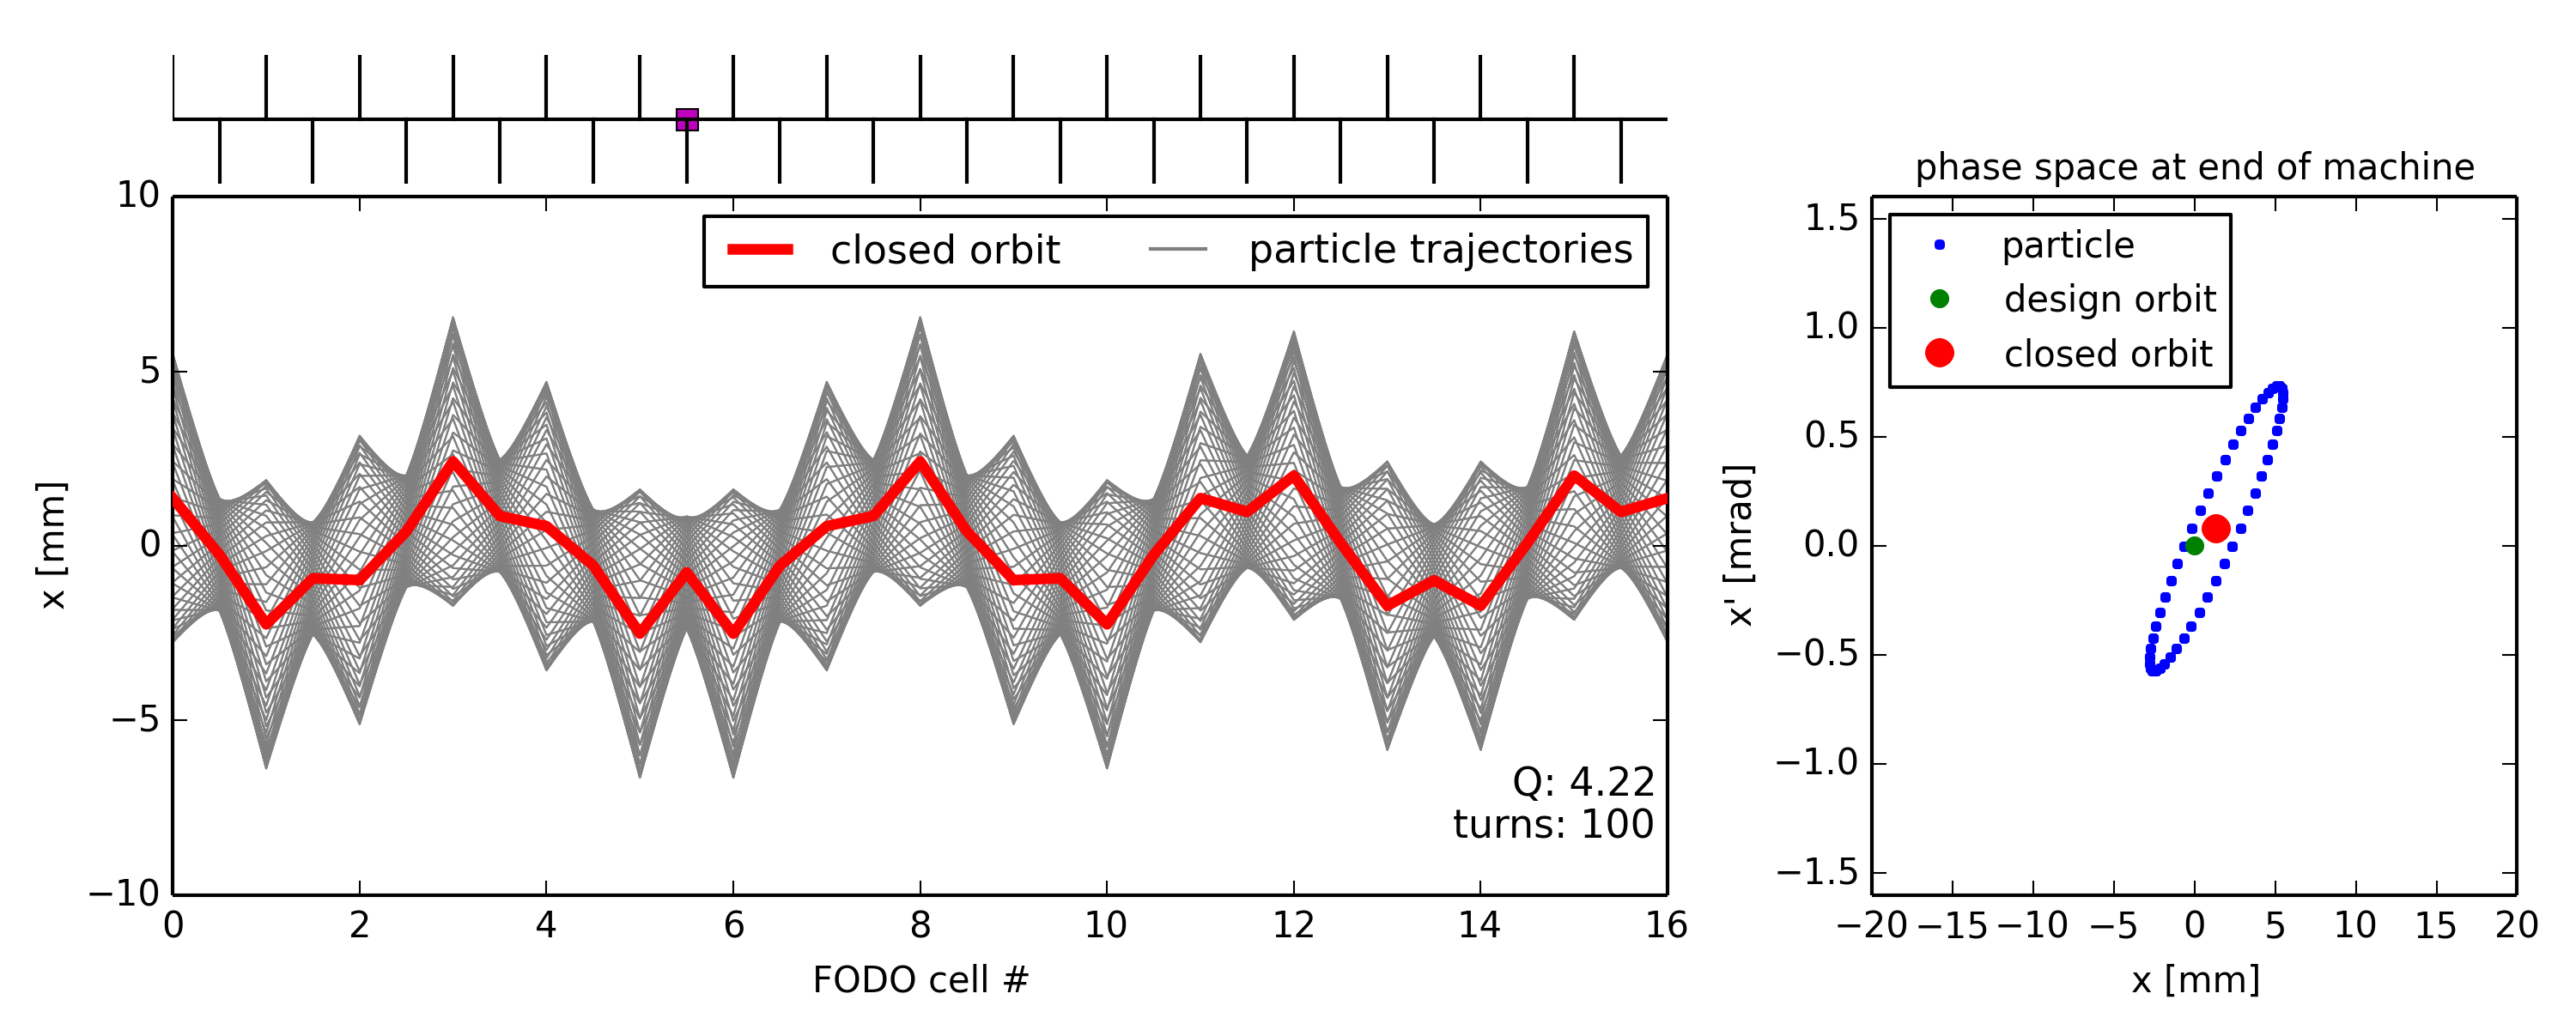 10
5
0
−5
−10
x [mm]
closed orbit
particle trajectories
Q: 4.22
turns: 100
0 2 4 6 8 10 12 14 16
FODO cell #
phase space at end of machine
particle
design orbit
closed orbit
1.5
1.0
0.5
0.0
−0.5
−1.0
−1.5
x' [mrad]
−20 −15 −10 −5 0 5 10 15 20
x [mm]